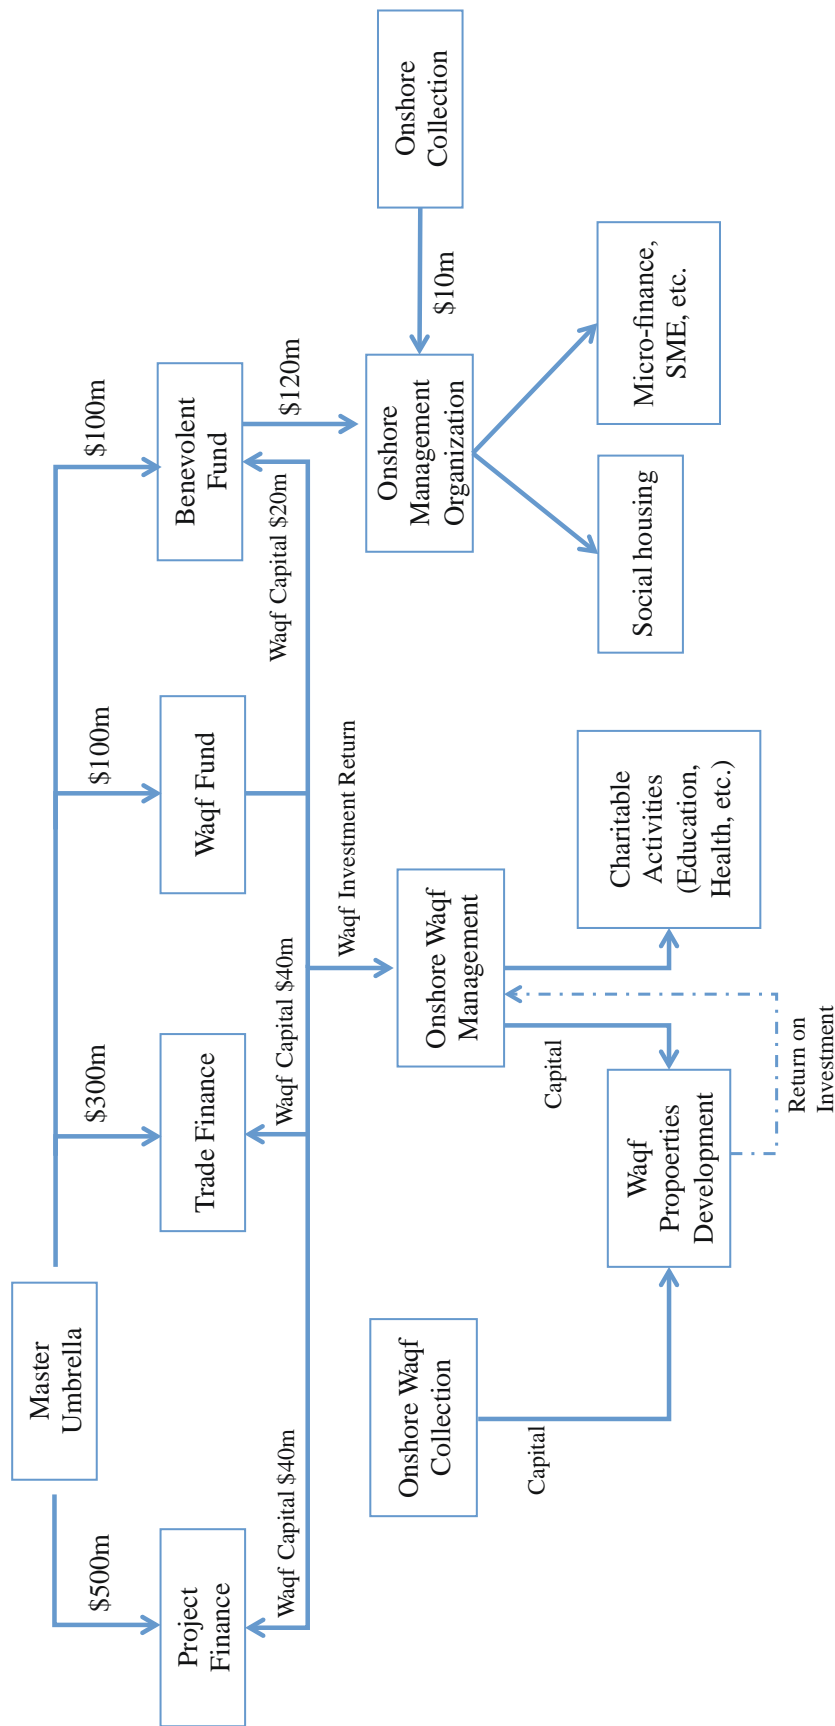 Master
Umbrella
$500m
$300m
$100m
$100m
Project
Finance
Trade Finance
Waqf Fund
Benevolent
Fund
Waqf Capital $40m
Waqf Capital $40m
Waqf Capital $20m
$120m
Waqf Investment Return
Onshore Waqf
Collection
Onshore Waqf
Management
Onshore
Management
Organization
$10m
Onshore
Collection
Capital
Capital
Waqf
Propoerties
Development
Charitable
Activities
(Education,
Health, etc.)
Social housing
Micro-finance,
SME, etc.
Return on
Investment